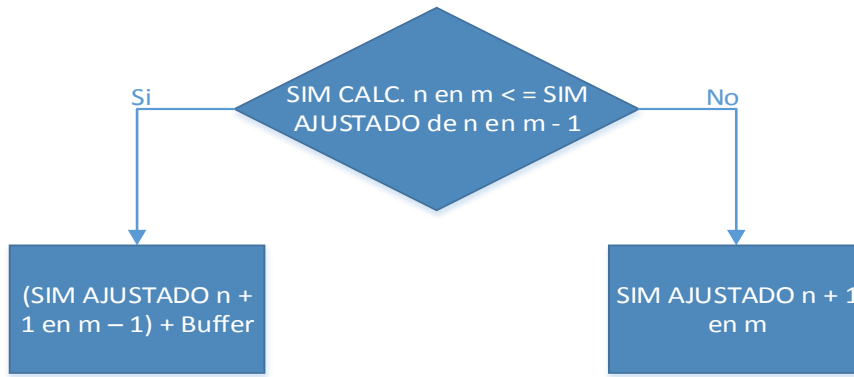 SIM CALC. n en m < = SIM
AJUSTADO de n en m - 1
Si
No
(SIM AJUSTADO n +
1 en m – 1) + Buffer
SIM AJUSTADO n + 1
en m